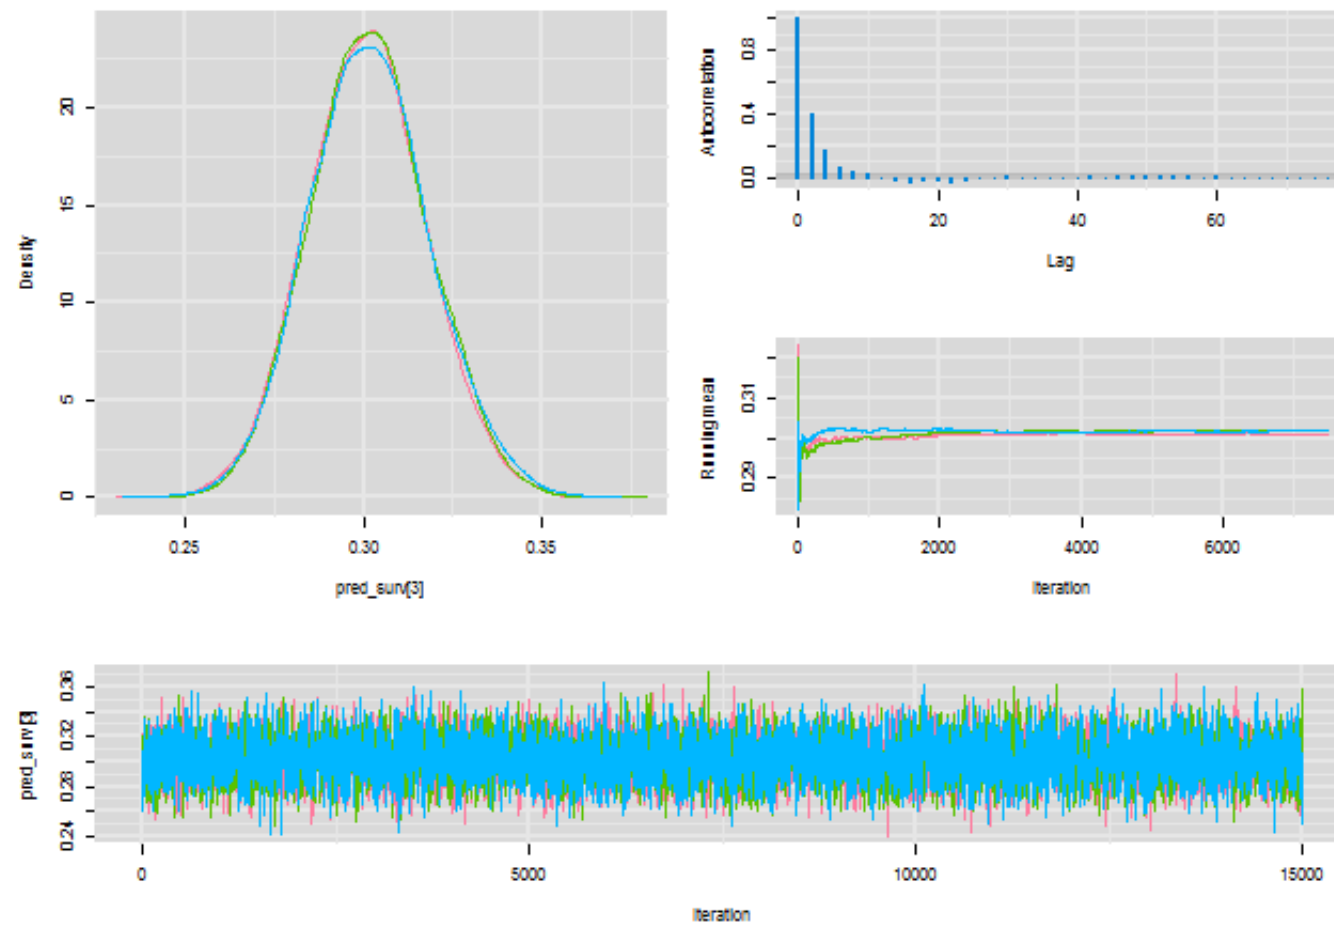 Density
0 5 10 15 20
0.25 0.30 0.35
pred_surv[3]
Autocorrelation
0.0 0.4 0.8
0 20 40 60
Lag
Running mean
0.29 0.31
0 2000 4000 6000
Iteration
pred_surv[3]
0.24 0.28 0.32 0.36
0 5000 10000 15000
Iteration